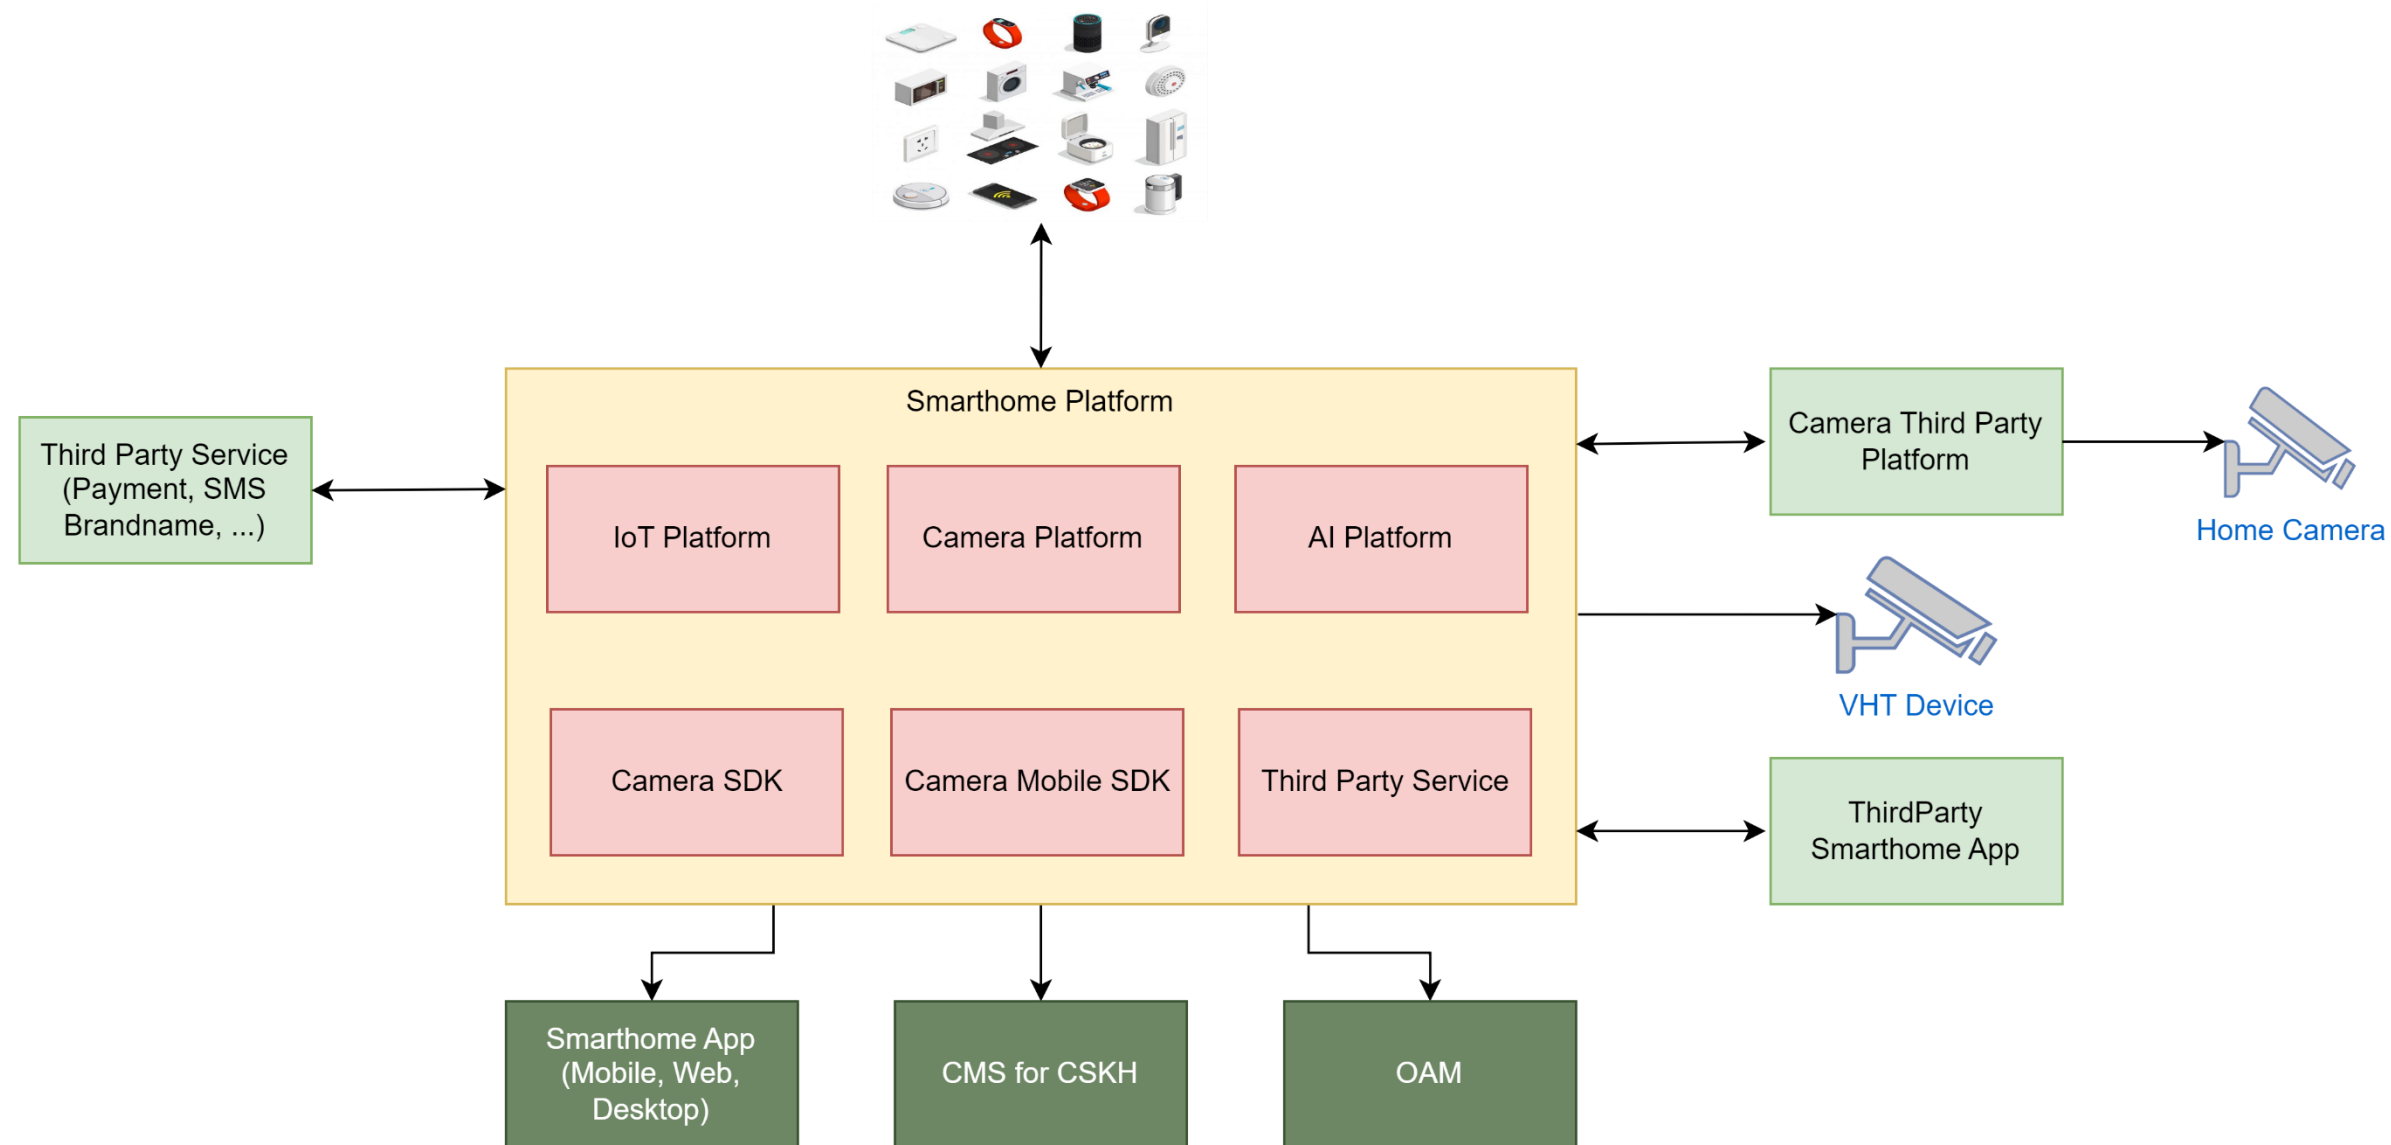 Smarthome Platform
Third Party Service
(Payment, SMS
Brandname, ...)
IoT Platform
Camera Platform
AI Platform
Camera Third Party
Platform
Home Camera
VHT Device
Camera SDK
Camera Mobile SDK
Third Party Service
ThirdParty
Smarthome App
Smarthome App
(Mobile, Web,
Desktop)
CMS for CSKH
OAM